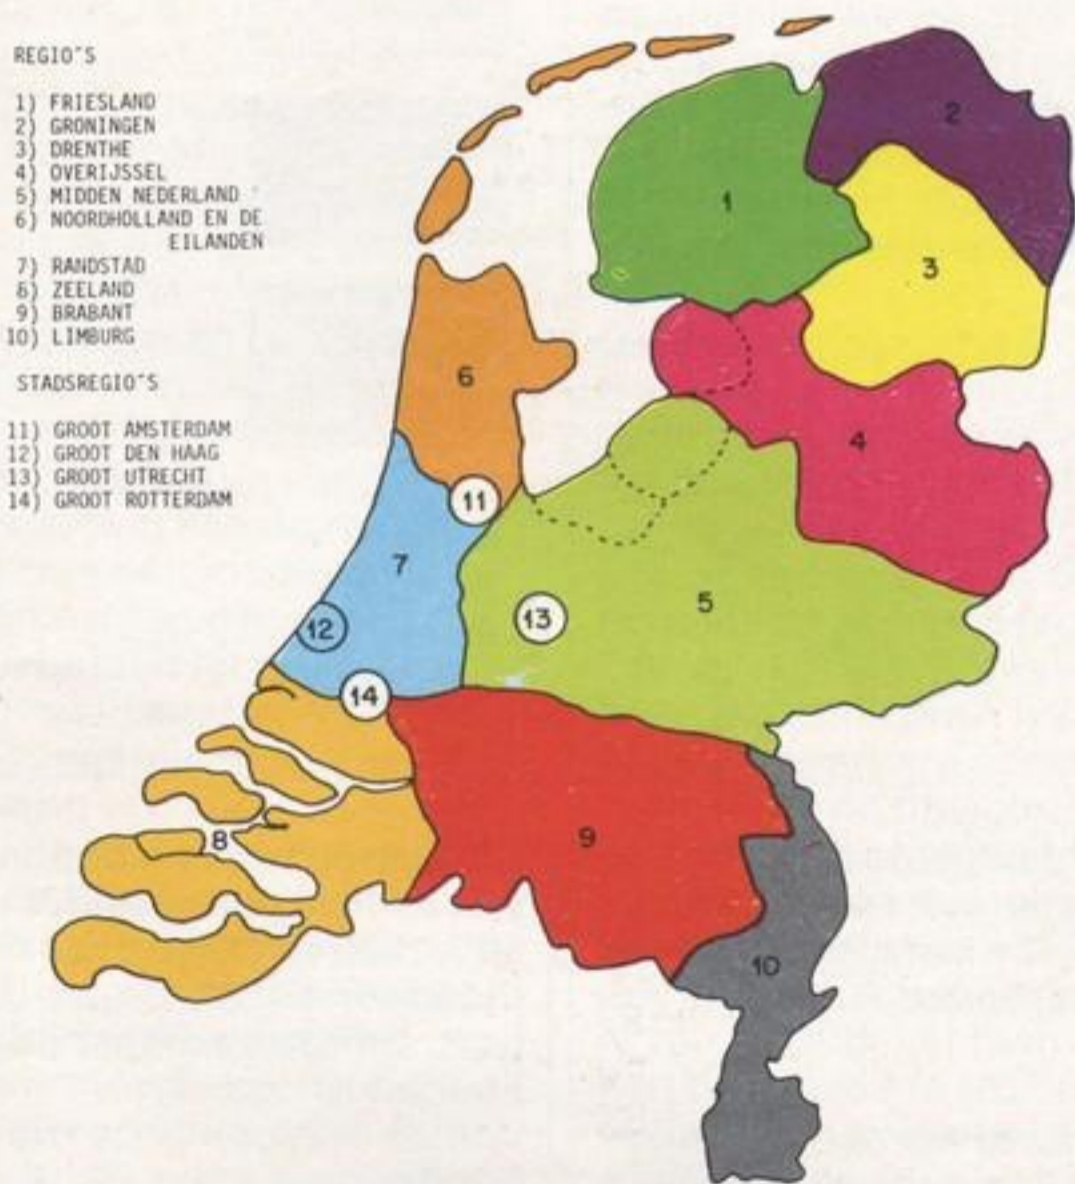 REGIO'S
1) FRIESLAND
2) GRONINGEN
3) DRENTHE
4) OVERIJSSEL
5) MIDDEN NEDERLAND
6) NOORDHOLLAND EN DE
EILANDEN
7) RANDSTAD
8) ZEELAND
9) BRABANT
10) LIMBURG
STADSREGIO'S
11) GROOT AMSTERDAM
12) GROOT DEN HAAG
13) GROOT UTRECHT
14) GROOT ROTTERDAM
2
1
3
6
4
11
7
5
13
12
14
8
9
10